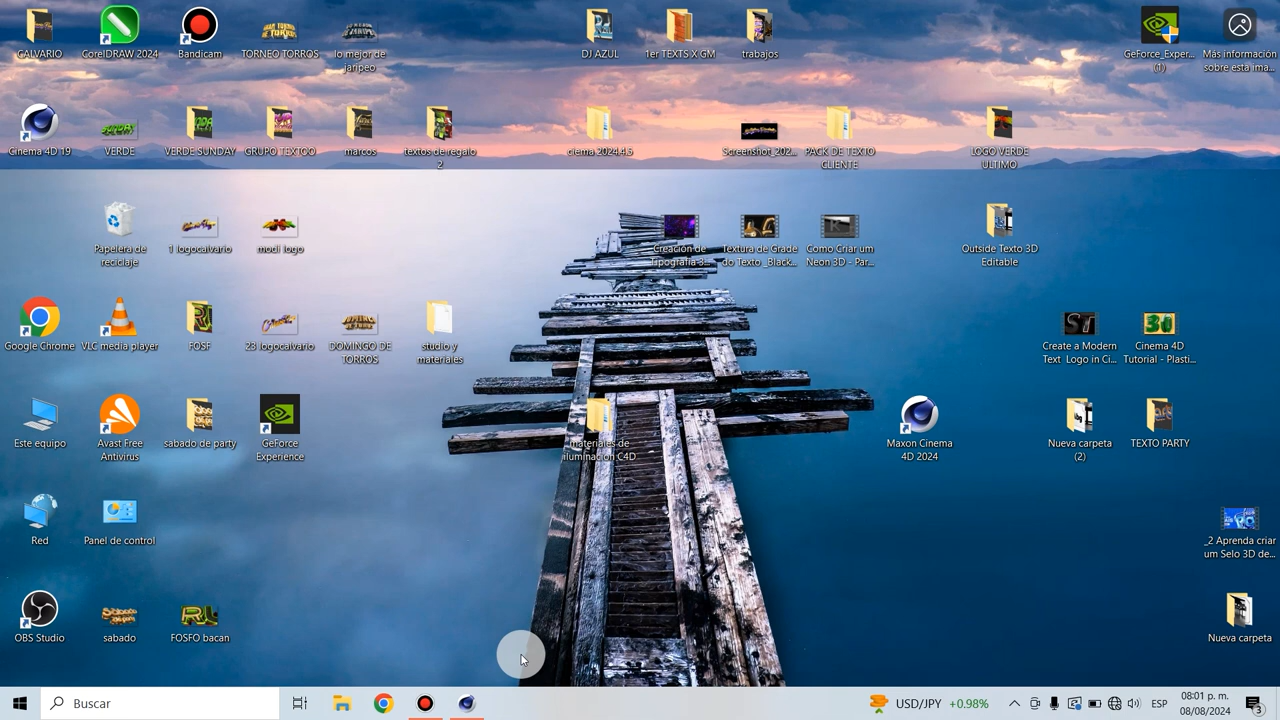 CALVARIO
CorelDRAW 2024
Bandicam
TORNEO TORROS
lo mejor de
jaripeo
DJ AZUL
1er TEXTS X GM
trabajos
GeForce_Exper...
(1)
Más información
sobre esta ima...
Cinema 4D 19
VERDE
VERDE SUNDAY
GRUPO TEXTO
marcos
textos de regalo
2
ciema 2024.4.5
Screenshot_202...
PACK DE TEXTO
CLIENTE
LOGO VERDE
ULTIMO
Papelera de
reciclaje
1 logocalvario
modi logo
Creación de
Tipografía 3...
Textura de Grade
do Texto _Black...
Como Criar um
Neon 3D - Par...
Outside Texto 3D
Editable
Google Chrome
VLC media player
FOSF
23 logocalvario
DOMINGO DE
TORROS
studio y
materiales
Create a Modern
Text Logo in Ci...
Cinema 4D
Tutorial - Plasti...
Este equipo
Avast Free
Antivirus
sabado de party
GeForce
Experience
materiales de
iluminacion C4D
Maxon Cinema
4D 2024
Nueva carpeta
(2)
TEXTO PARTY
Red
Panel de control
_2 Aprenda criar
um Selo 3D de...
OBS Studio
sabado
FOSFO bacan
Nueva carpeta
Buscar
USD/JPY +0.98%
ESP
08:01 p. m.
08/08/2024
3